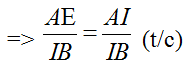 => AE/IB = AI/IB (t/c)